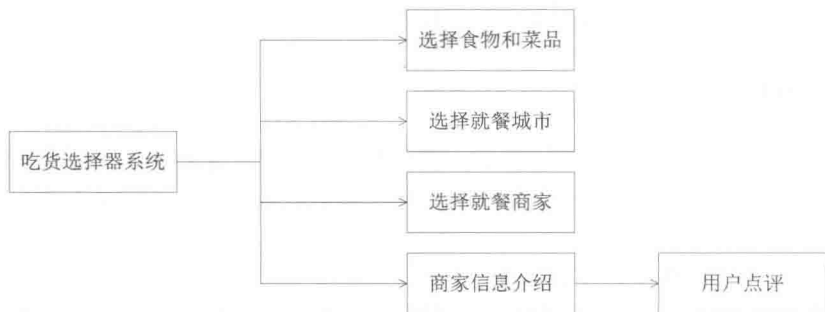 选择食物和菜品
选择就餐城市
吃货选择器系统
选择就餐商家
商家信息介绍
用户点评